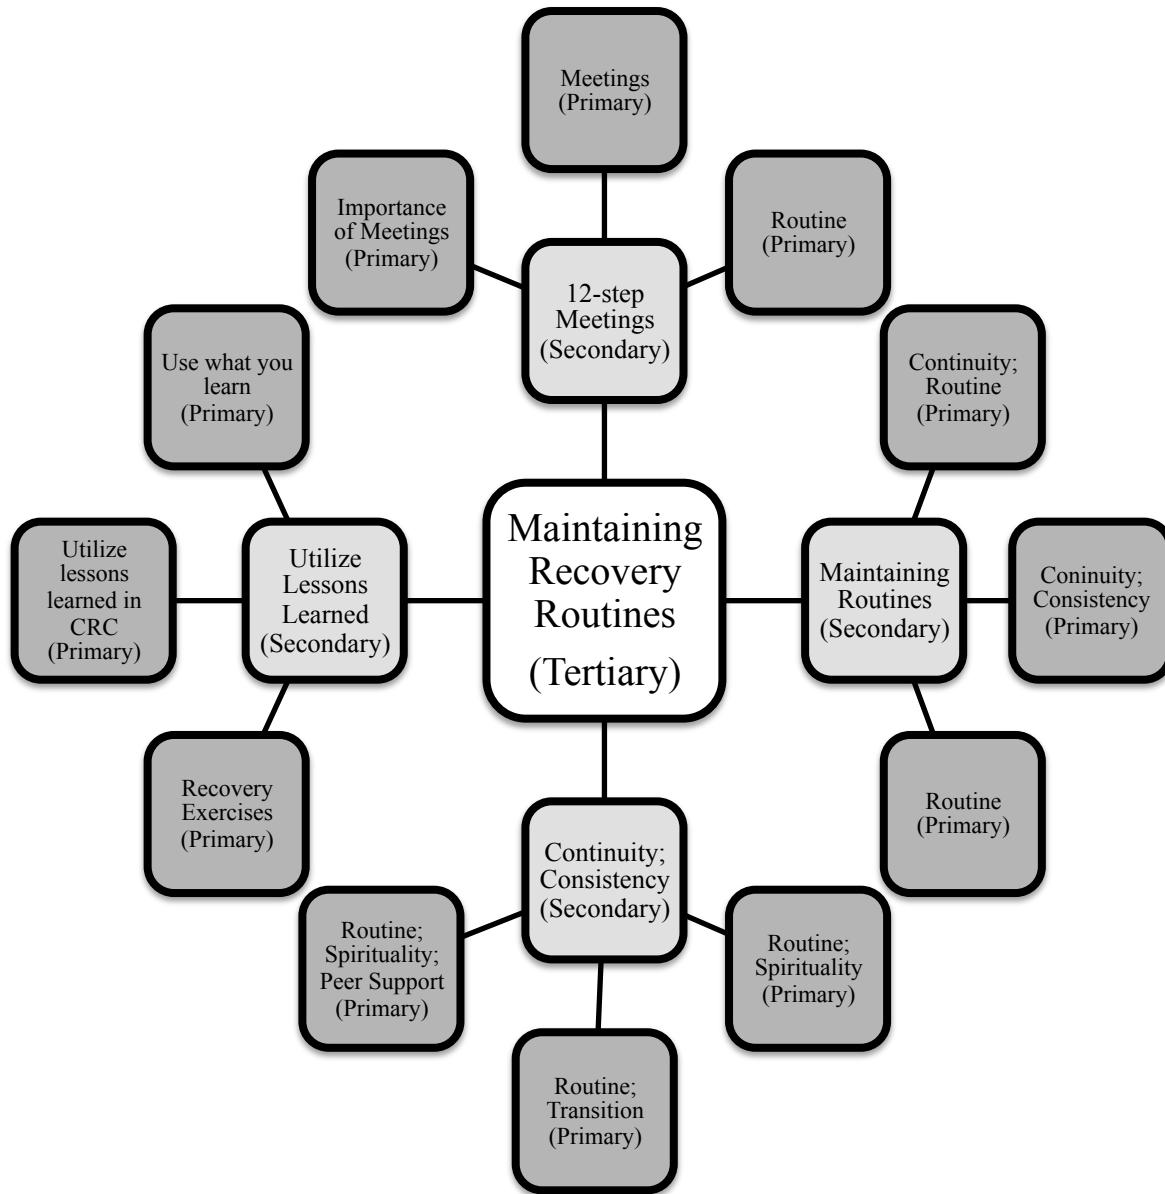 Meetings
(Primary)
Importance
of Meetings
(Primary)
Routine
(Primary)
12-step
Meetings
(Secondary)
Use what you
learn
(Primary)
Continuity;
Routine
(Primary)
Maintaining
Recovery
Routines
(Tertiary)
Utilize
lessons
learned in
CRC
(Primary)
Utilize
Lessons
Learned
(Secondary)
Maintaining
Routines
(Secondary)
Coninuity;
Consistency
(Primary)
Recovery
Exercises
(Primary)
Routine
(Primary)
Continuity;
Consistency
(Secondary)
Routine;
Spirituality;
Peer Support
(Primary)
Routine;
Spirituality
(Primary)
Routine;
Transition
(Primary)